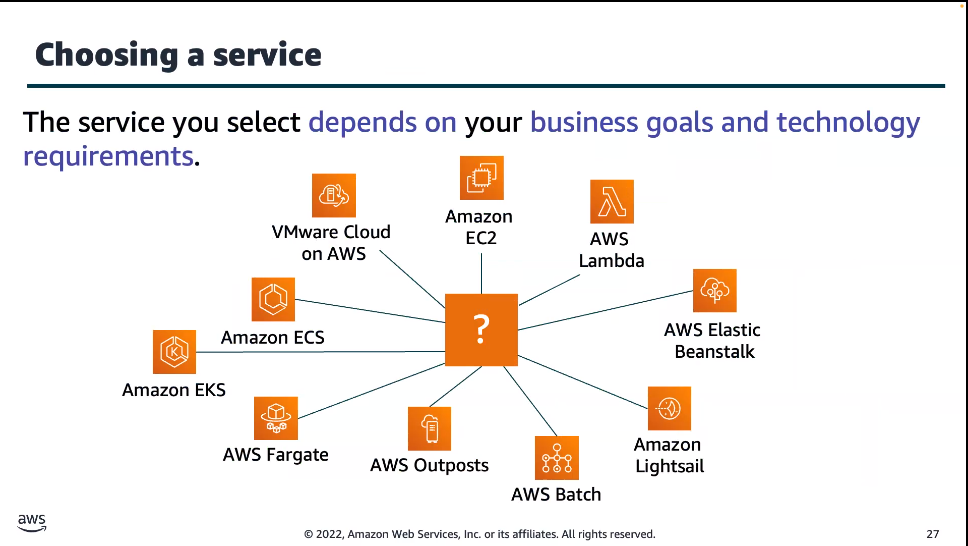 Choosing a service
The service you select depends on your business goals and technology
requirements.
VMware Cloud
on AWS
Amazon
EC2
AWS
Lambda
Amazon ECS
AWS Elastic
Beanstalk
?
K
Amazon EKS
AWS Fargate
AWS Outposts
AWS Batch
Amazon
Lightsail
aws
© 2022, Amazon Web Services, Inc. or its affiliates. All rights reserved.
27